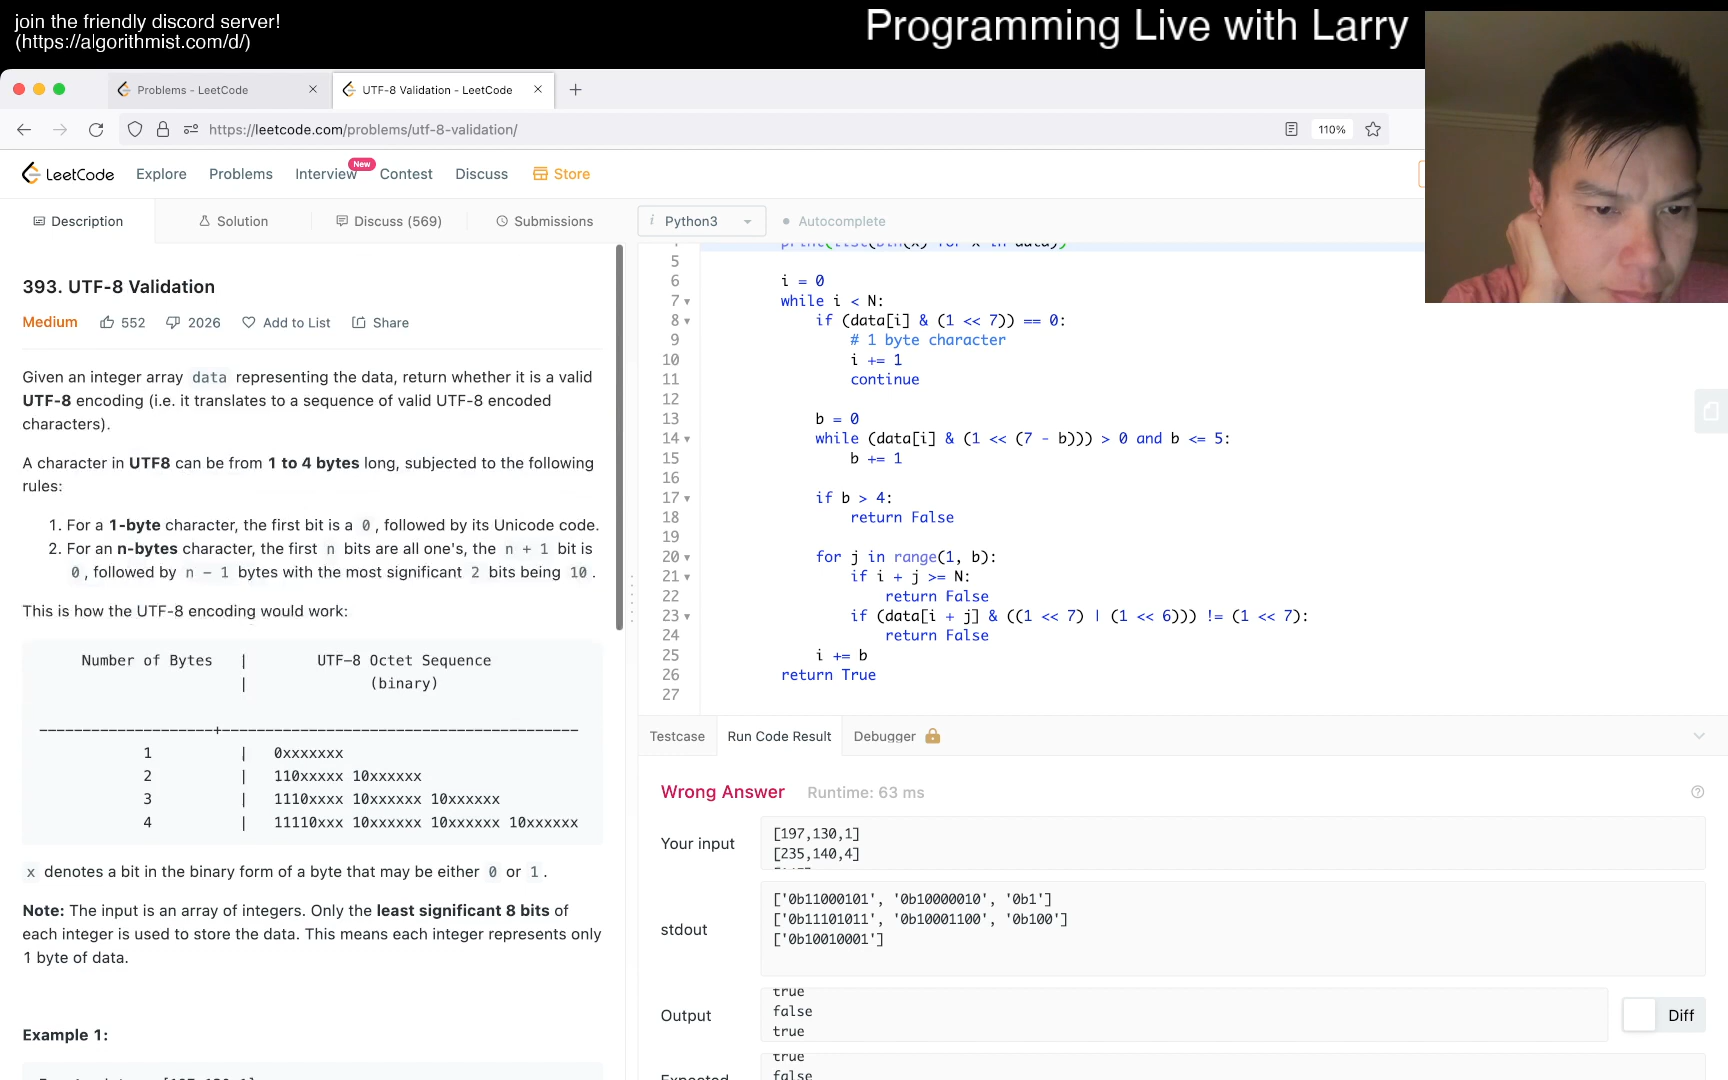 join the friendly discord server!
(https://algorithmist.com/d/)
Programming Live with Larry
Problems - LeetCode
UTF-8 Validation - LeetCode
https://leetcode.com/problems/utf-8-validation/
110%
LeetCode
Explore
Problems
Interview
New
Contest
Discuss
Store
Description
Solution
Discuss (569)
Submissions
i Python3
Autocomplete
393. UTF-8 Validation
Medium
552
2026
Add to List
Share
Given an integer array data representing the data, return whether it is a valid
UTF-8 encoding (i.e. it translates to a sequence of valid UTF-8 encoded
characters).
A character in UTF8 can be from 1 to 4 bytes long, subjected to the following
rules:
1. For a 1-byte character, the first bit is a 0, followed by its Unicode code.
2. For an n-bytes character, the first n bits are all one's, the n + 1 bit is
0, followed by n - 1 bytes with the most significant 2 bits being 10.
This is how the UTF-8 encoding would work:
Number of Bytes | UTF-8 Octet Sequence
| (binary)
--------------------+-----------------------------------------
1 | 0xxxxxxx
2 | 110xxxxx 10xxxxxx
3 | 1110xxxx 10xxxxxx 10xxxxxx
4 | 11110xxx 10xxxxxx 10xxxxxx 10xxxxxx
x denotes a bit in the binary form of a byte that may be either 0 or 1.
Note: The input is an array of integers. Only the least significant 8 bits of
each integer is used to store the data. This means each integer represents only
1 byte of data.
Example 1:
print(list(bin(x) for x in data))
5
6 i = 0
7 while i < N:
8 if (data[i] & (1 << 7)) == 0:
9 # 1 byte character
10 i += 1
11 continue
12
13 b = 0
14 while (data[i] & (1 << (7 - b))) > 0 and b <= 5:
15 b += 1
16
17 if b > 4:
18 return False
19
20 for j in range(1, b):
21 if i + j >= N:
22 return False
23 if (data[i + j] & ((1 << 7) | (1 << 6))) != (1 << 7):
24 return False
25 i += b
26 return True
27
Testcase
Run Code Result
Debugger
Wrong Answer
Runtime: 63 ms
Your input
[197,130,1]
[235,140,4]
stdout
['0b11000101', '0b10000010', '0b1']
['0b11101011', '0b10001100', '0b100']
['0b10010001']
Output
true
false
true
Diff
Expected
true
false